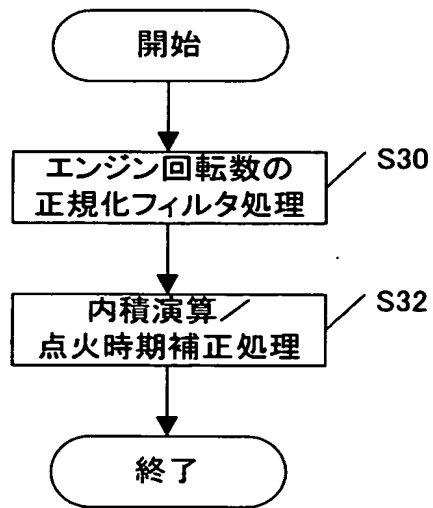 開始
エンジン回転数の
正規化フィルタ処理
S30
内積演算／
点火時期補正処理
S32
終了